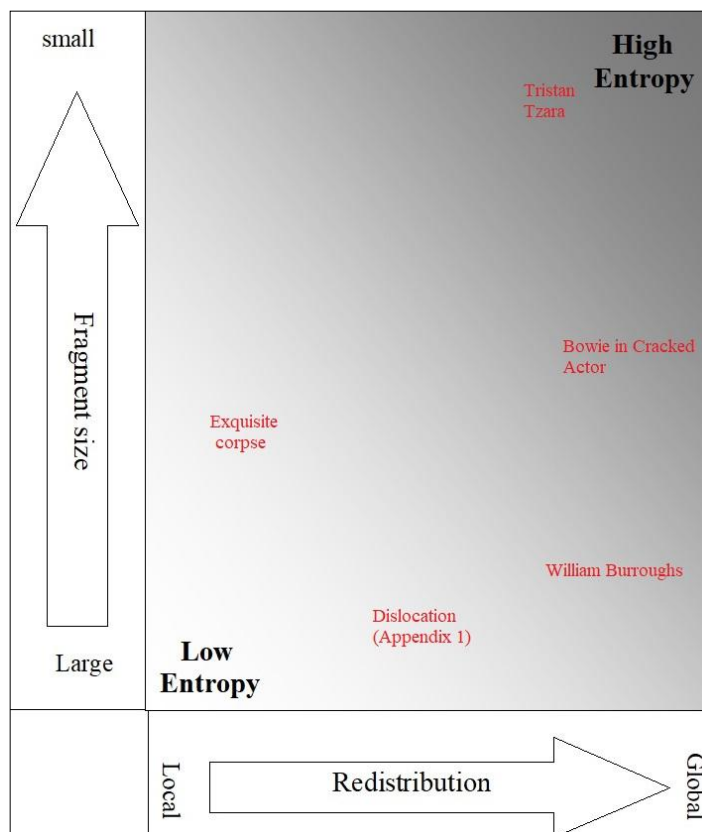 small
High
Entropy
Tristan
Tzara
Fragment size
Bowie in Cracked
Actor
Exquisite
corpse
William Burroughs
Dislocation
(Appendix 1)
Large
Low
Entropy
Local
Redistribution
Global